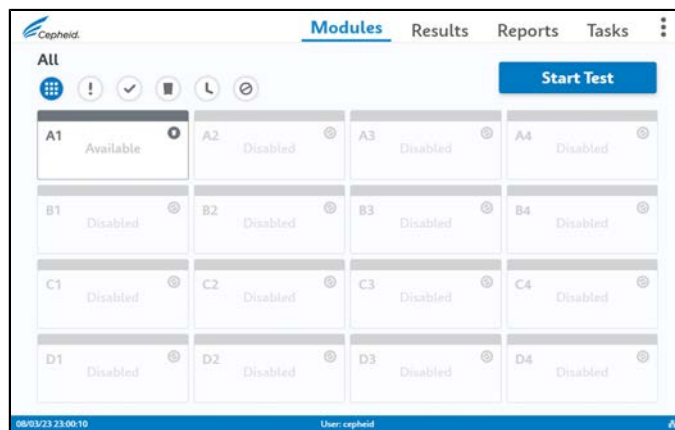 Cepheid.
Modules Results Reports Tasks
All
Start Test
A1 Available
A2 Disabled
A3 Disabled
A4 Disabled
B1 Disabled
B2 Disabled
B3 Disabled
B4 Disabled
C1 Disabled
C2 Disabled
C3 Disabled
C4 Disabled
D1 Disabled
D2 Disabled
D3 Disabled
D4 Disabled
08/03/23 23:00:10 User: cepheid